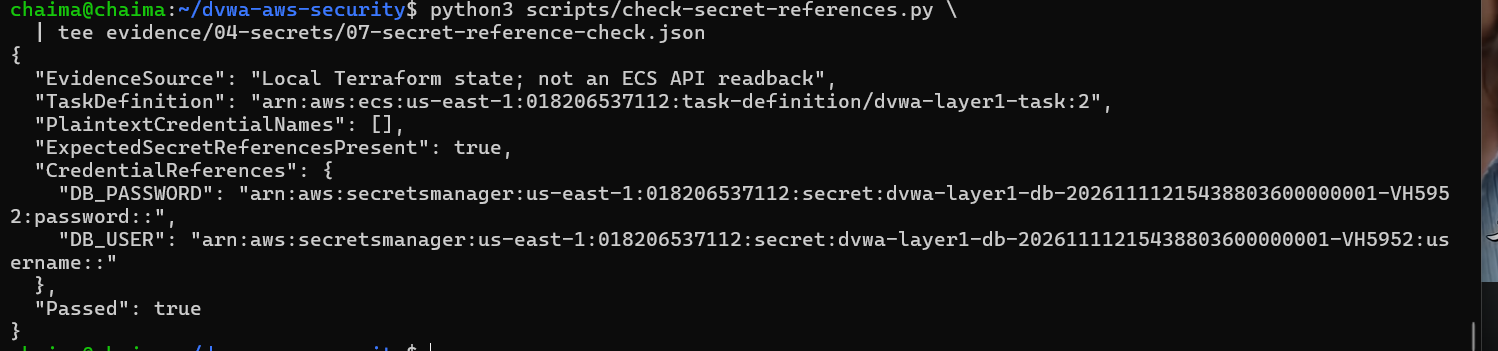 chaima@chaima:~/dvwa-aws-security$ python3 scripts/check-secret-references.py \
  | tee evidence/04-secrets/07-secret-reference-check.json
{
  "EvidenceSource": "Local Terraform state; not an ECS API readback",
  "TaskDefinition": "arn:aws:ecs:us-east-1:018206537112:task-definition/dvwa-layer1-task:2",
  "PlaintextCredentialNames": [],
  "ExpectedSecretReferencesPresent": true,
  "CredentialReferences": {
    "DB_PASSWORD": "arn:aws:secretsmanager:us-east-1:018206537112:secret:dvwa-layer1-db-20261111215438803600000001-VH595
2:password::",
    "DB_USER": "arn:aws:secretsmanager:us-east-1:018206537112:secret:dvwa-layer1-db-20261111215438803600000001-VH5952:us
ername::"
  },
  "Passed": true
}